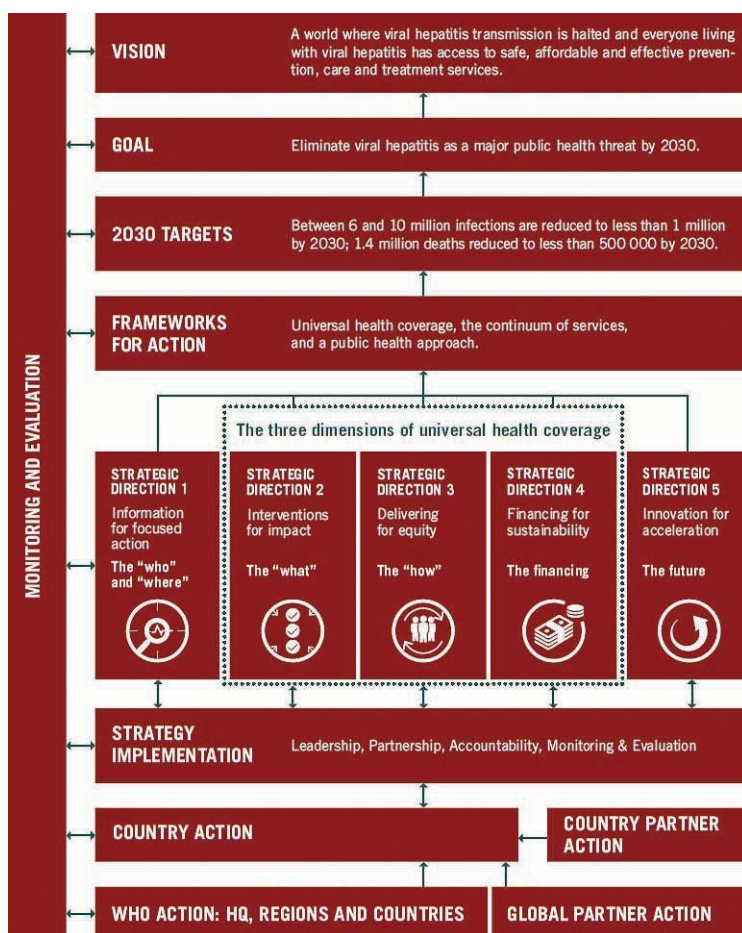 MONITORING AND EVALUATION
VISION
A world where viral hepatitis transmission is halted and everyone living
with viral hepatitis has access to safe, affordable and effective preven-
tion, care and treatment services.
GOAL
Eliminate viral hepatitis as a major public health threat by 2030.
2030 TARGETS
Between 6 and 10 million infections are reduced to less than 1 million
by 2030; 1.4 million deaths reduced to less than 500 000 by 2030.
FRAMEWORKS
FOR ACTION
Universal health coverage, the continuum of services,
and a public health approach.
The three dimensions of universal health coverage
STRATEGIC
DIRECTION 1
Information
for focused
action
The “who”
and “where”
STRATEGIC
DIRECTION 2
Interventions
for impact
The “what”
STRATEGIC
DIRECTION 3
Delivering
for equity
The “how”
STRATEGIC
DIRECTION 4
Financing for
sustainability
The financing
STRATEGIC
DIRECTION 5
Innovation for
acceleration
The future
STRATEGY
IMPLEMENTATION
Leadership, Partnership, Accountability, Monitoring & Evaluation
COUNTRY ACTION
COUNTRY PARTNER
ACTION
WHO ACTION: HQ, REGIONS AND COUNTRIES
GLOBAL PARTNER ACTION